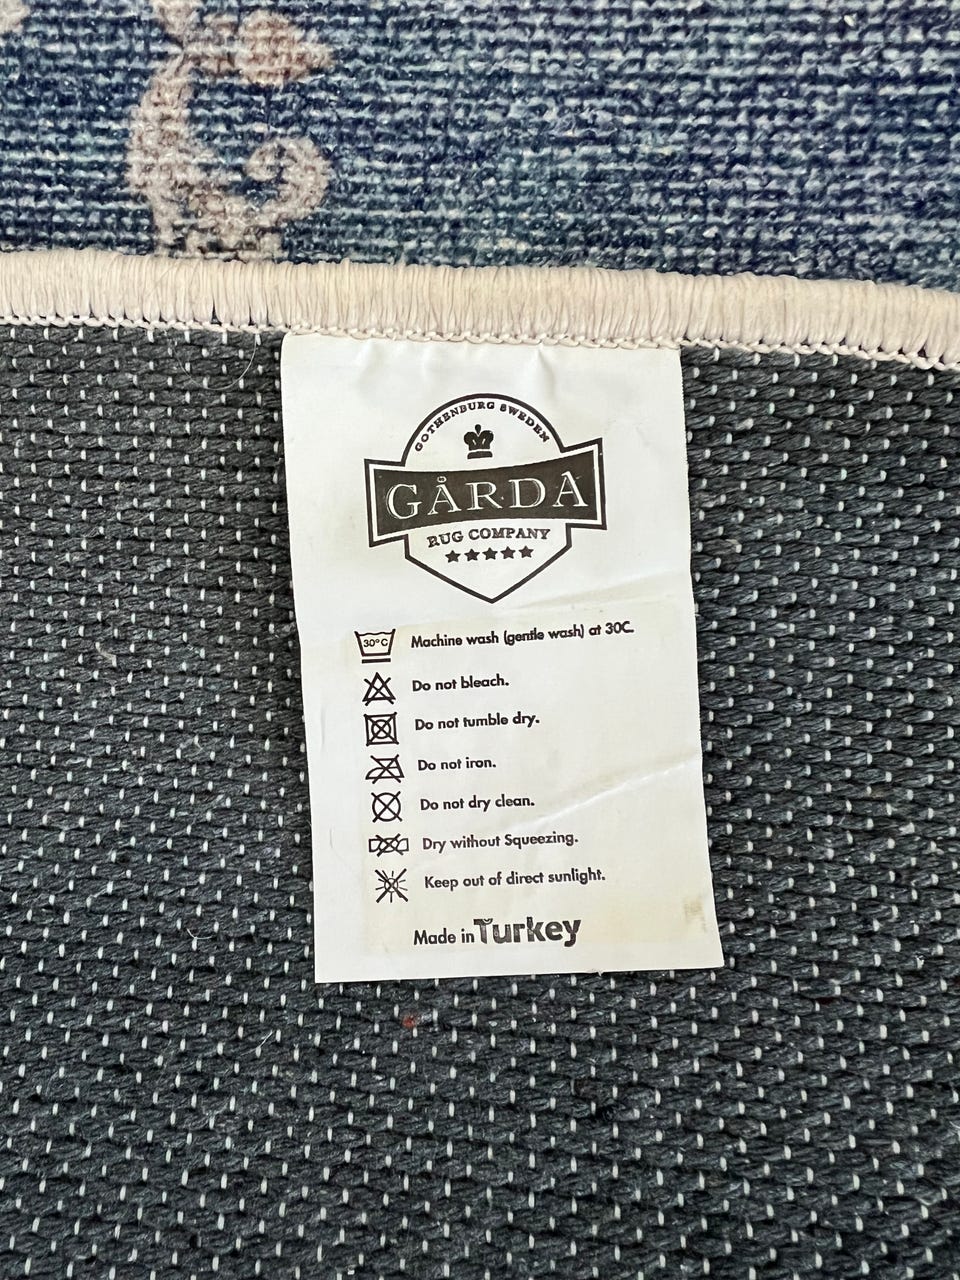 GOTHENBURG SWEDEN
GÅRDA
RUG COMPANY
30°C Machine wash (gentle wash) at 30C.
Do not bleach.
Do not tumble dry.
Do not iron.
Do not dry clean.
Dry without Squeezing.
Keep out of direct sunlight.
Made in Turkey